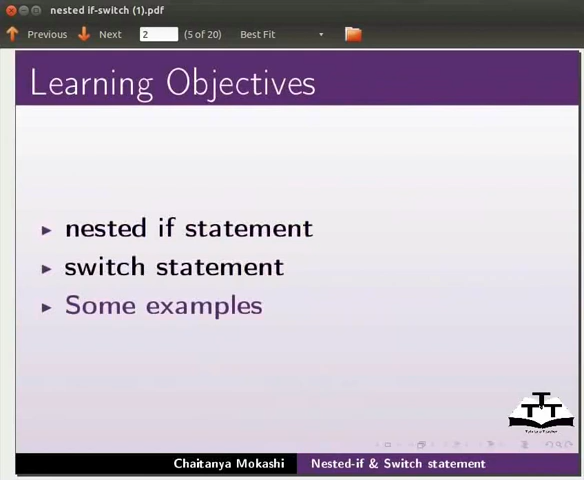 nested if-switch (1).pdf
Previous Next 2 (5 of 20) Best Fit
Learning Objectives
nested if statement
switch statement
Some examples
TTT
Chaitanya Mokashi Nested-if & Switch statement